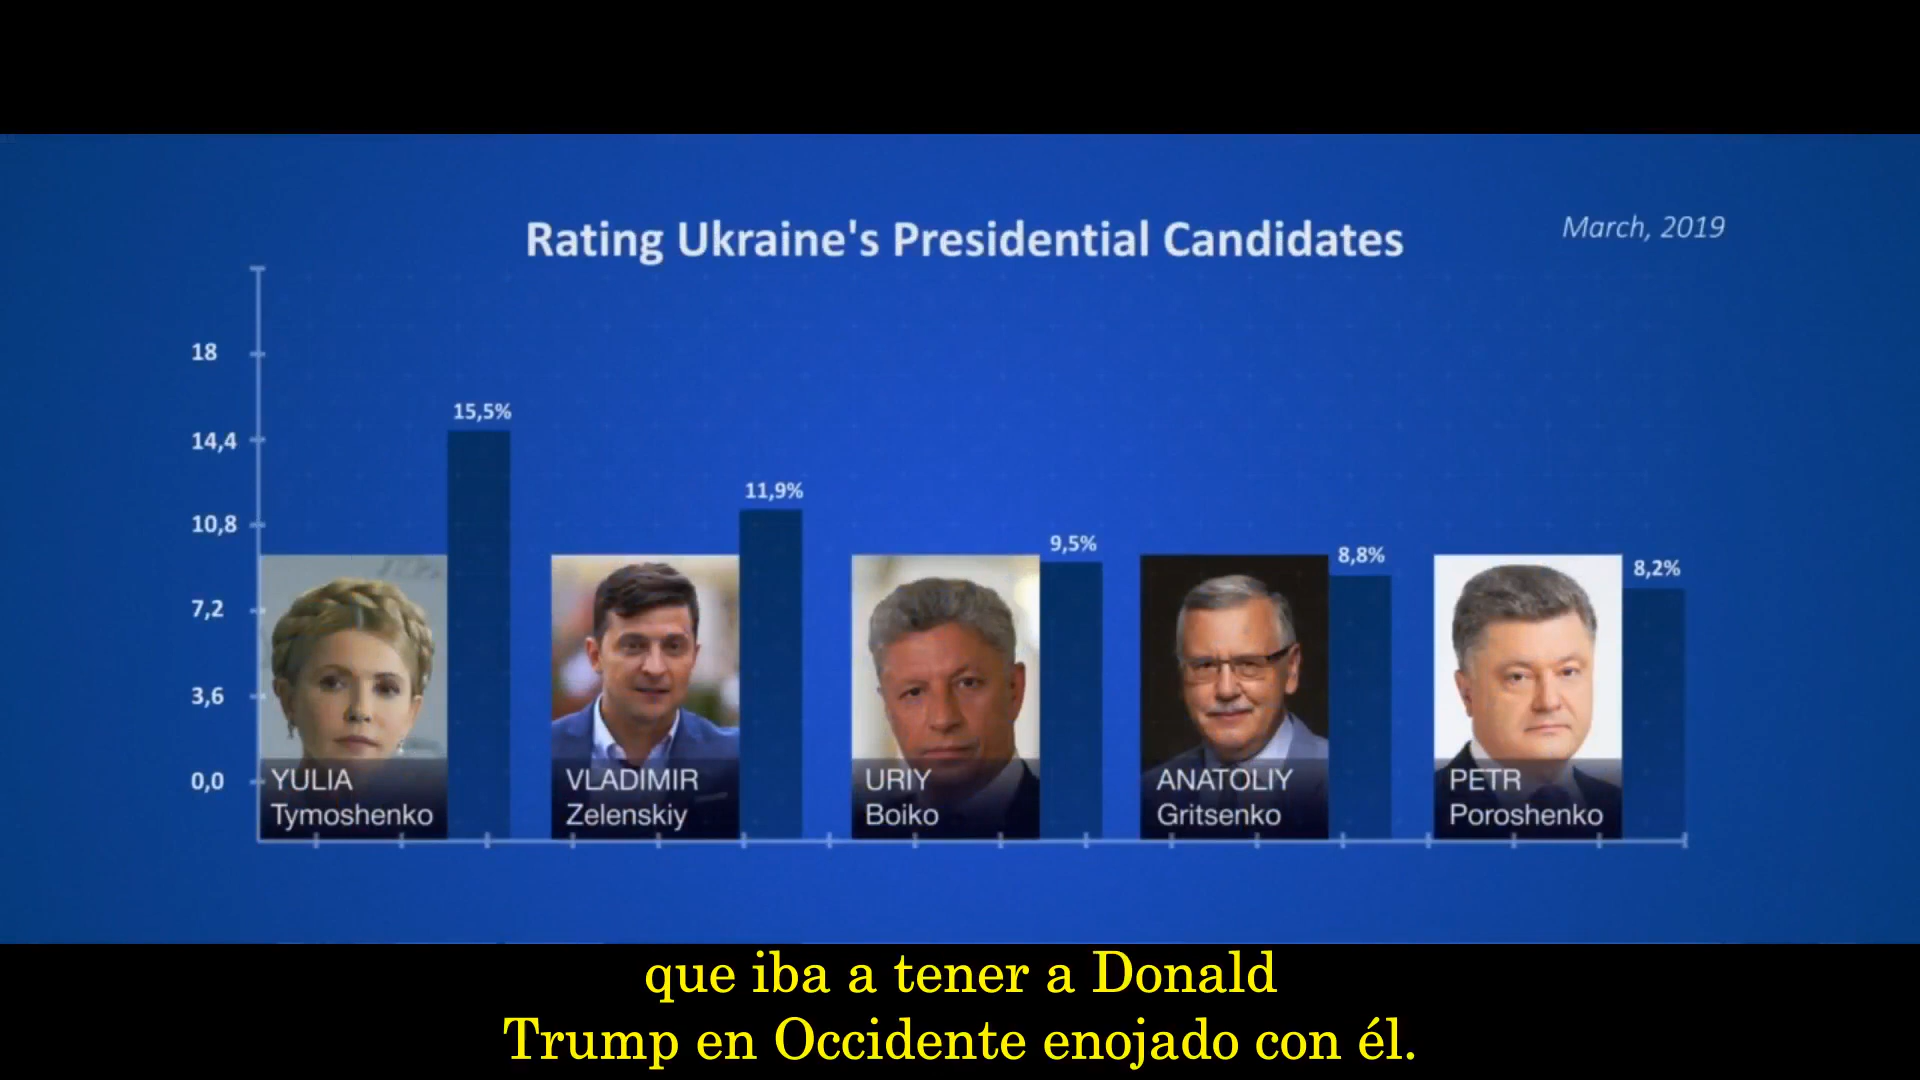 Rating Ukraine's Presidential Candidates
March, 2019
18
14,4
10,8
7,2
3,6
0,0
15,5%
11,9%
9,5%
8,8%
8,2%
YULIA
Tymoshenko
VLADIMIR
Zelenskiy
URIY
Boiko
ANATOLIY
Gritsenko
PETR
Poroshenko
que iba a tener a Donald
Trump en Occidente enojado con él.